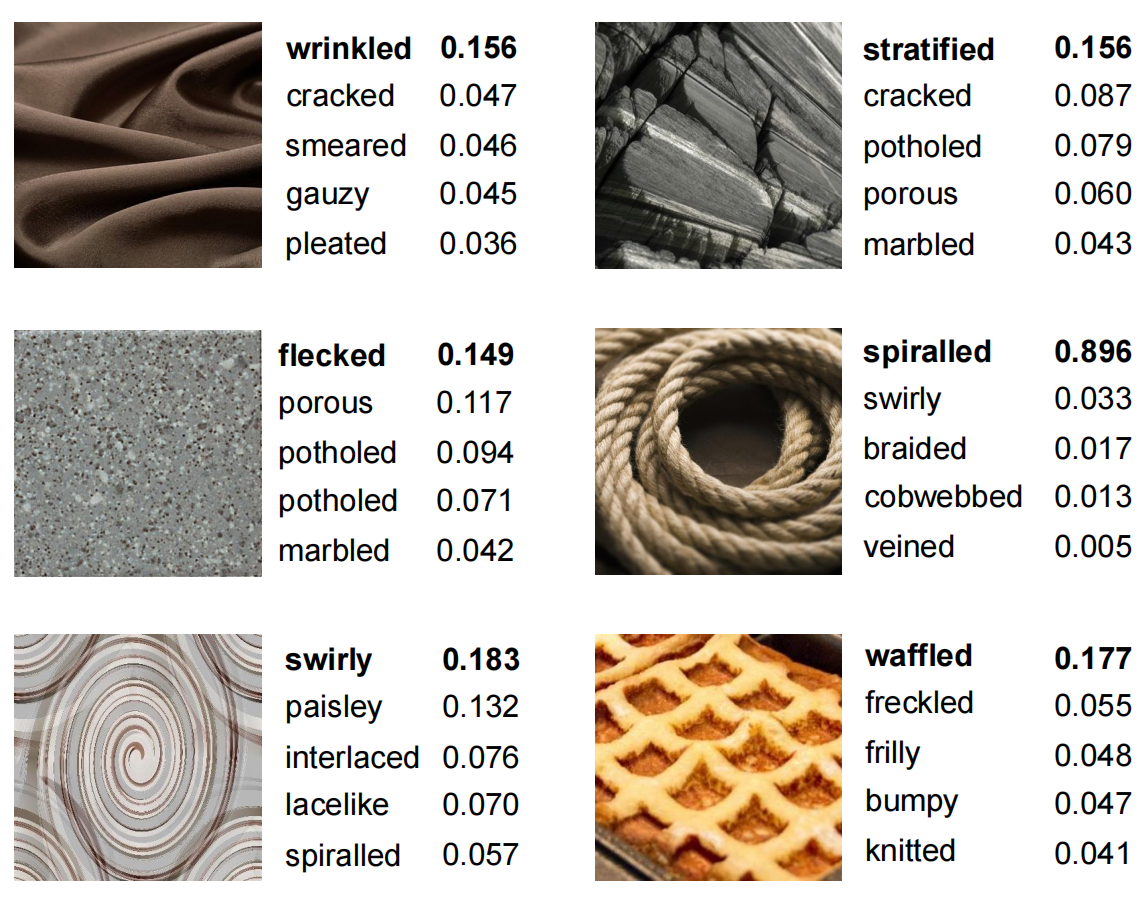 wrinkled 0.156
cracked 0.047
smeared 0.046
gauzy 0.045
pleated 0.036
stratified 0.156
cracked 0.087
potholed 0.079
porous 0.060
marbled 0.043
flecked 0.149
porous 0.117
potholed 0.094
potholed 0.071
marbled 0.042
spiralled 0.896
swirly 0.033
braided 0.017
cobwebbed 0.013
veined 0.005
swirly 0.183
paisley 0.132
interlaced 0.076
lacelike 0.070
spiralled 0.057
waffled 0.177
freckled 0.055
frilly 0.048
bumpy 0.047
knitted 0.041